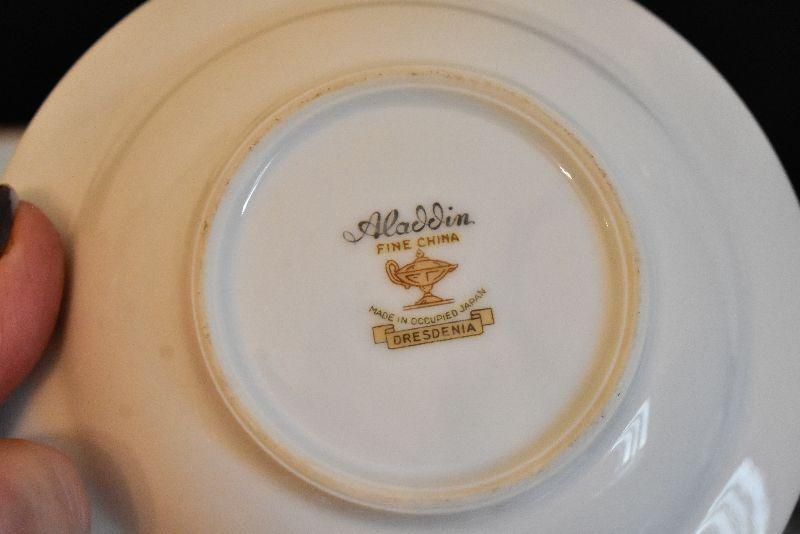 Aladdin
FINE CHINA
MADE IN OCCUPIED JAPAN
DRESDENIA